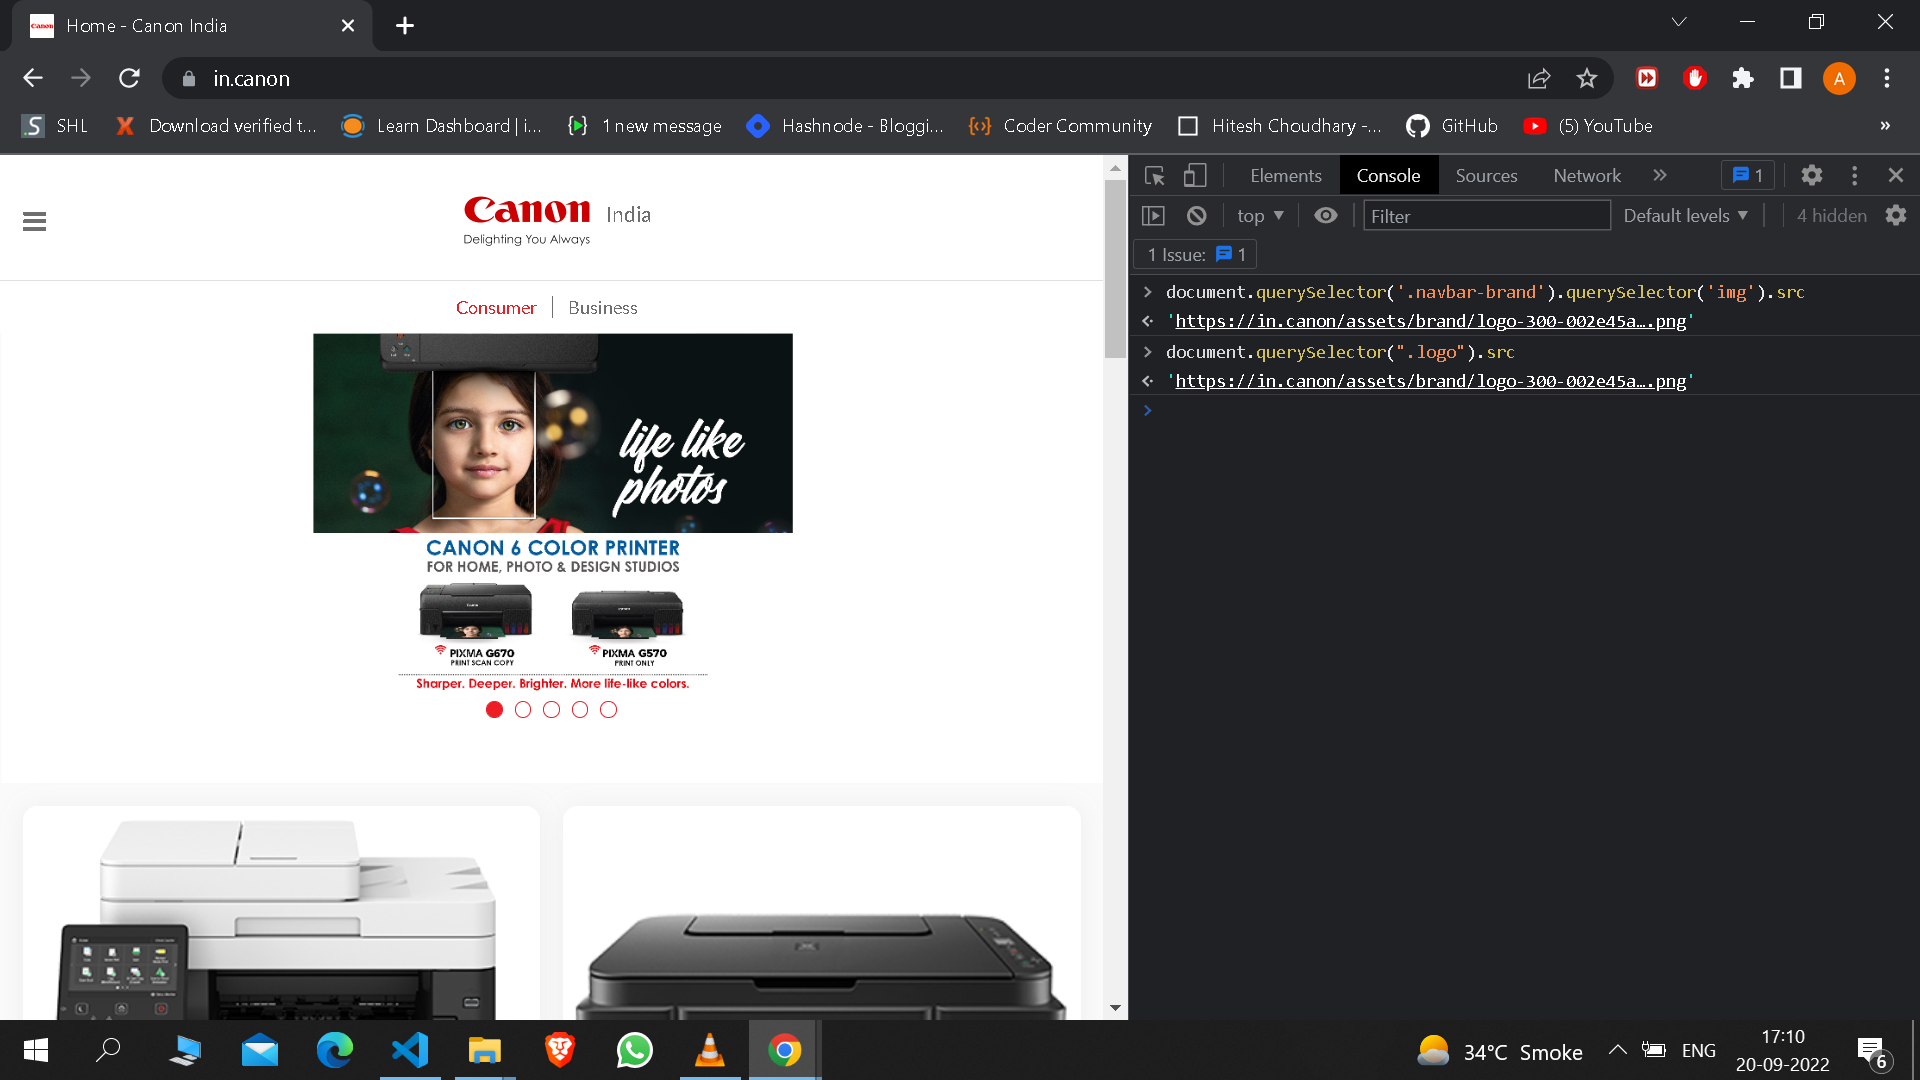 Canon Home - Canon India
in.canon
A
SHL Download verified t... Learn Dashboard | i... 1 new message Hashnode - Bloggi... Coder Community Hitesh Choudhary -... GitHub (5) YouTube »
Elements Console Sources Network » 1
top ▼ Filter Default levels ▼ 4 hidden
1 Issue: 1
> document.querySelector('.navbar-brand').querySelector('img').src
'https://in.canon/assets/brand/logo-300-002e45a….png'
> document.querySelector(".logo").src
'https://in.canon/assets/brand/logo-300-002e45a….png'
>
Canon India
Delighting You Always
Consumer | Business
life like
photos
CANON 6 COLOR PRINTER
FOR HOME, PHOTO & DESIGN STUDIOS
PIXMA G670 PIXMA G570
PRINT SCAN COPY PRINT ONLY
Sharper. Deeper. Brighter. More life-like colors.
34°C Smoke ENG 17:10
20-09-2022
6